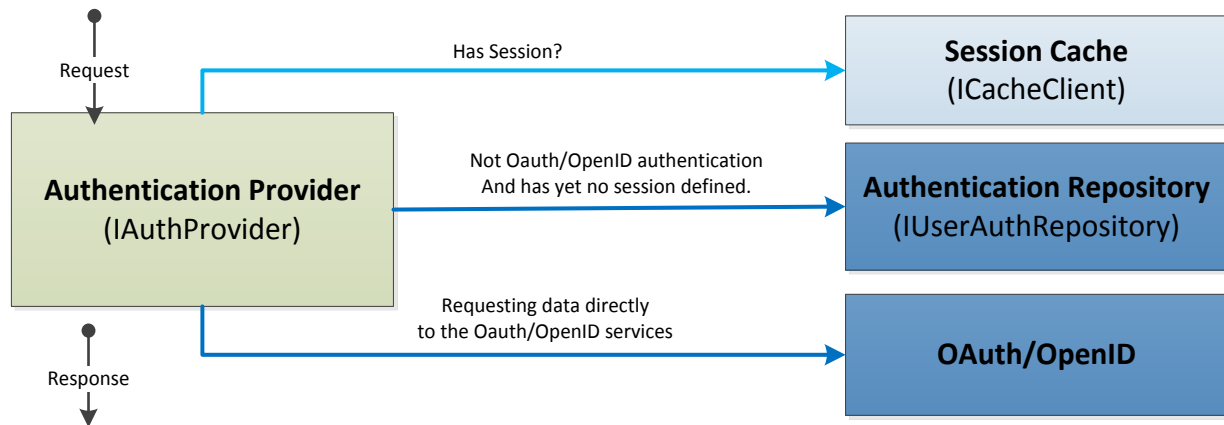 Request
Has Session?
Session Cache
(ICacheClient)
Authentication Provider
(IAuthProvider)
Not Oauth/OpenID authentication
And has yet no session defined.
Authentication Repository
(IUserAuthRepository)
Requesting data directly
to the Oauth/OpenID services
OAuth/OpenID
Response